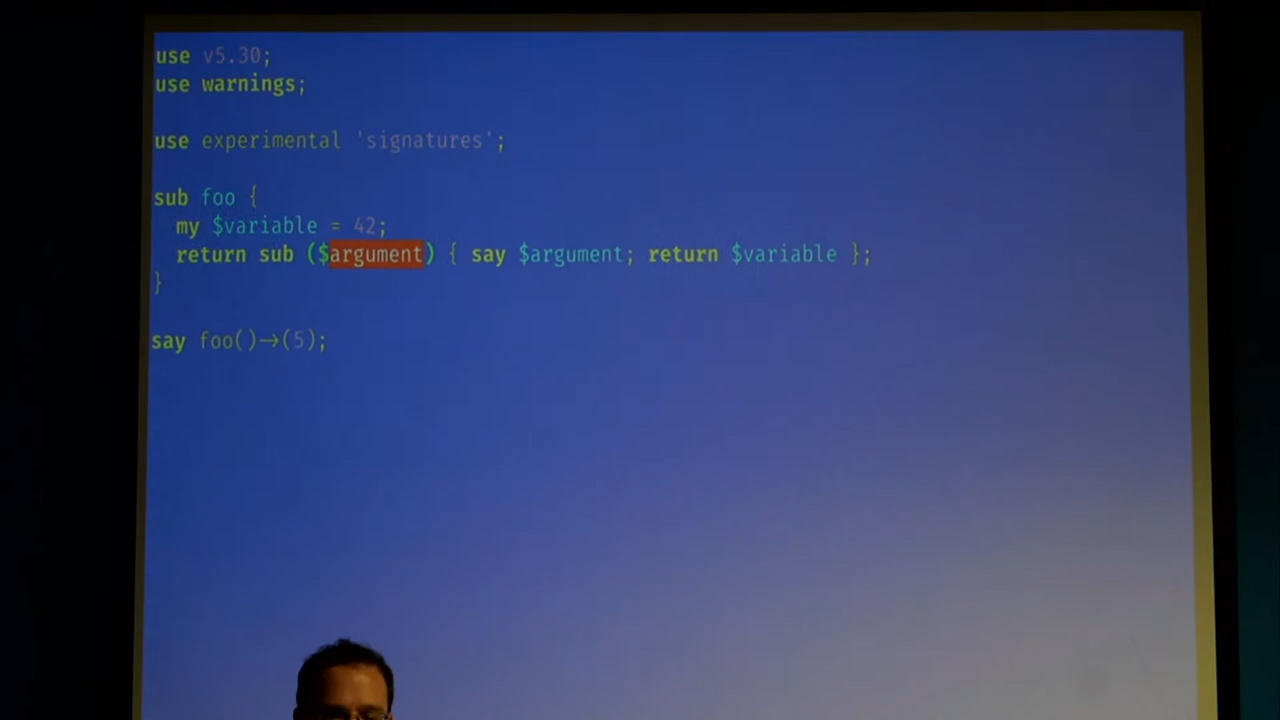 use v5.30;
use warnings;
use experimental 'signatures';
sub foo {
my $variable = 42;
return sub ($argument) { say $argument; return $variable };
}
say foo()→(5);